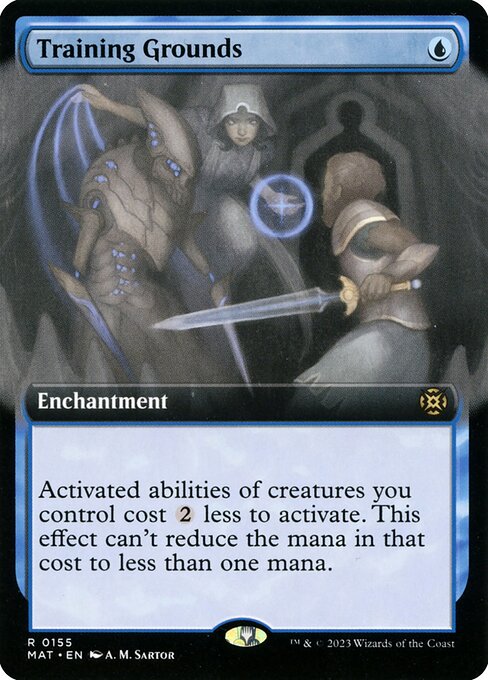 Training Grounds
Enchantment
Activated abilities of creatures you
control cost 2 less to activate. This
effect can't reduce the mana in that
cost to less than one mana.
R 0155
MAT • EN A. M. SARTOR
™ & © 2023 Wizards of the Coast